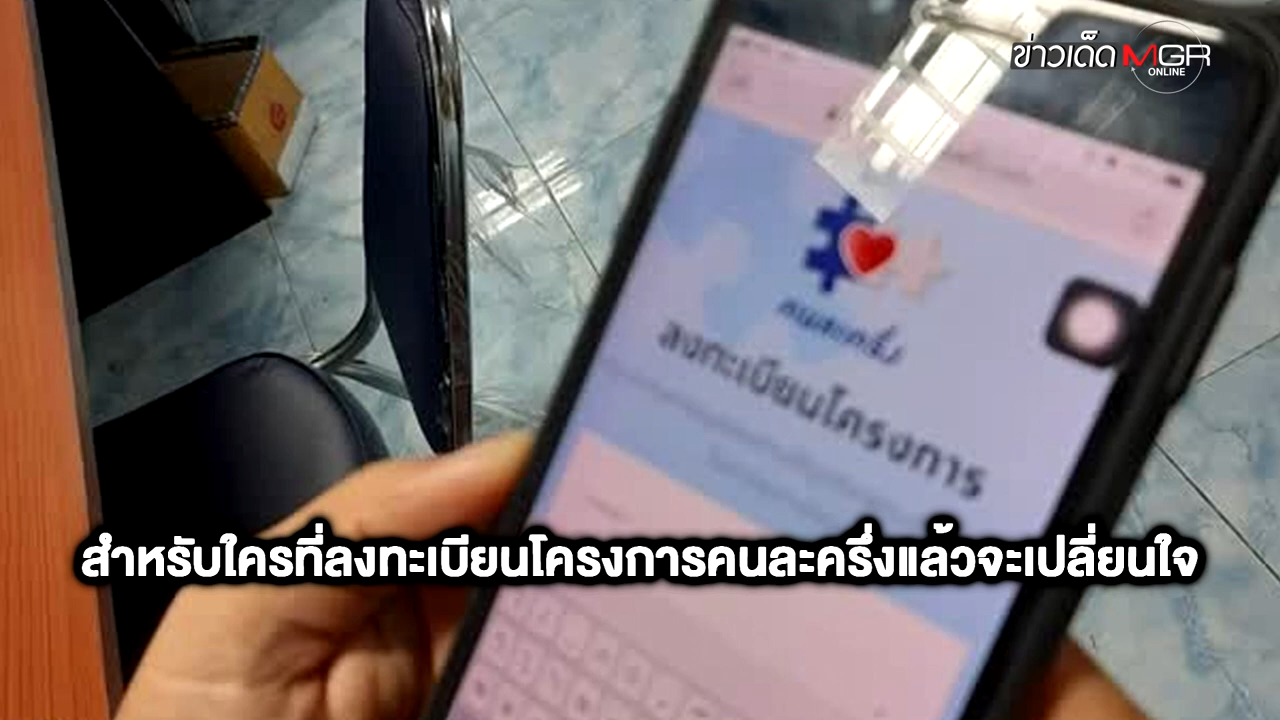 ข่าวเด็ด MGR
ONLINE
คนละครึ่ง
ลงทะเบียนโครงการ
สำหรับใครที่ลงทะเบียนโครงการคนละครึ่งแล้วจะเปลี่ยนใจ